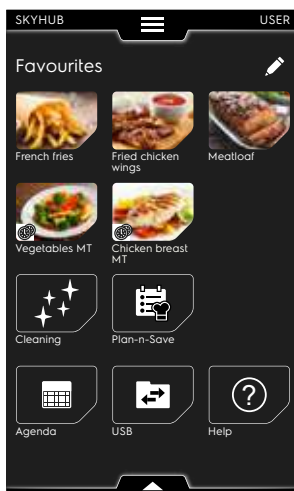 SKYHUB USER
Favourites
French fries Fried chicken Meatloaf
wings
Vegetables MT Chicken breast
MT
Cleaning Plan-n-Save
Agenda USB Help